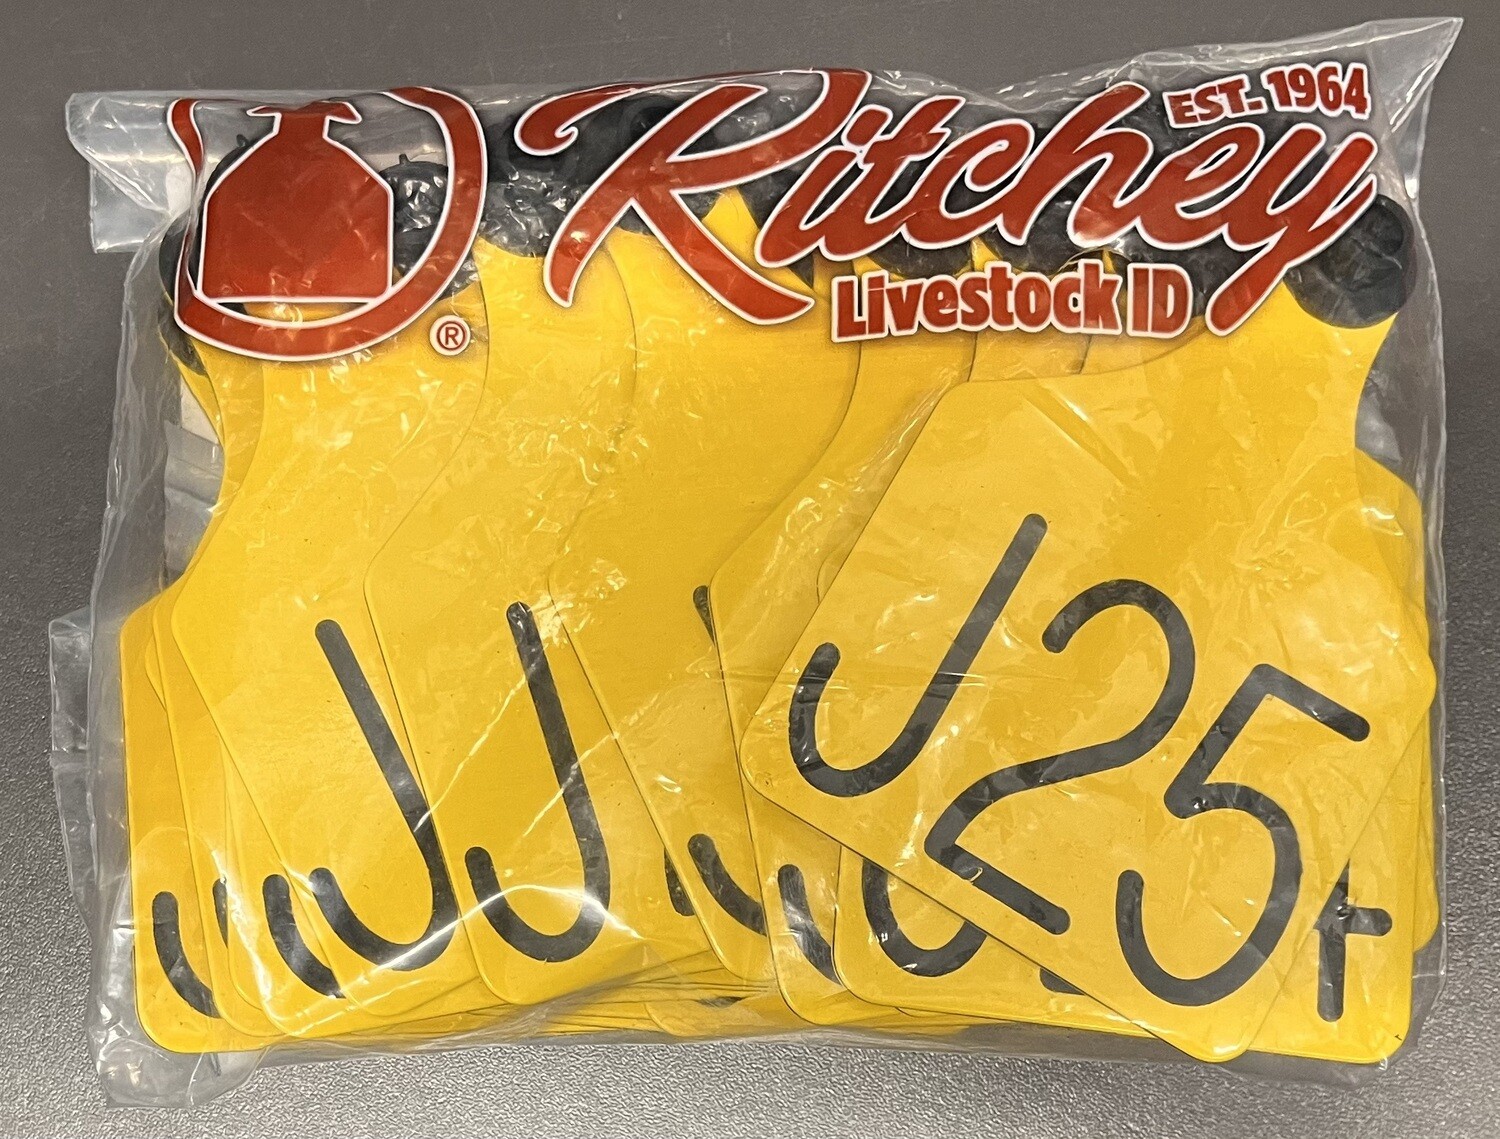 EST. 1964
Ritchey
Livestock ID
®
J
J
J25